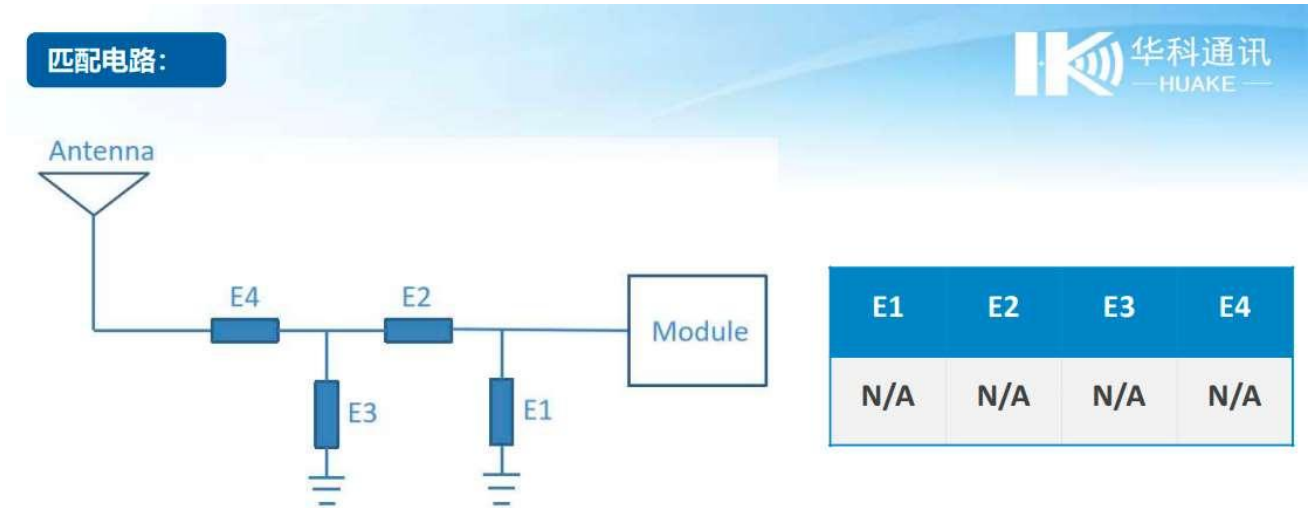 匹配电路：
华科通讯
HUAKE
Antenna
E4
E2
Module
E3
E1
E1 E2 E3 E4
N/A N/A N/A N/A